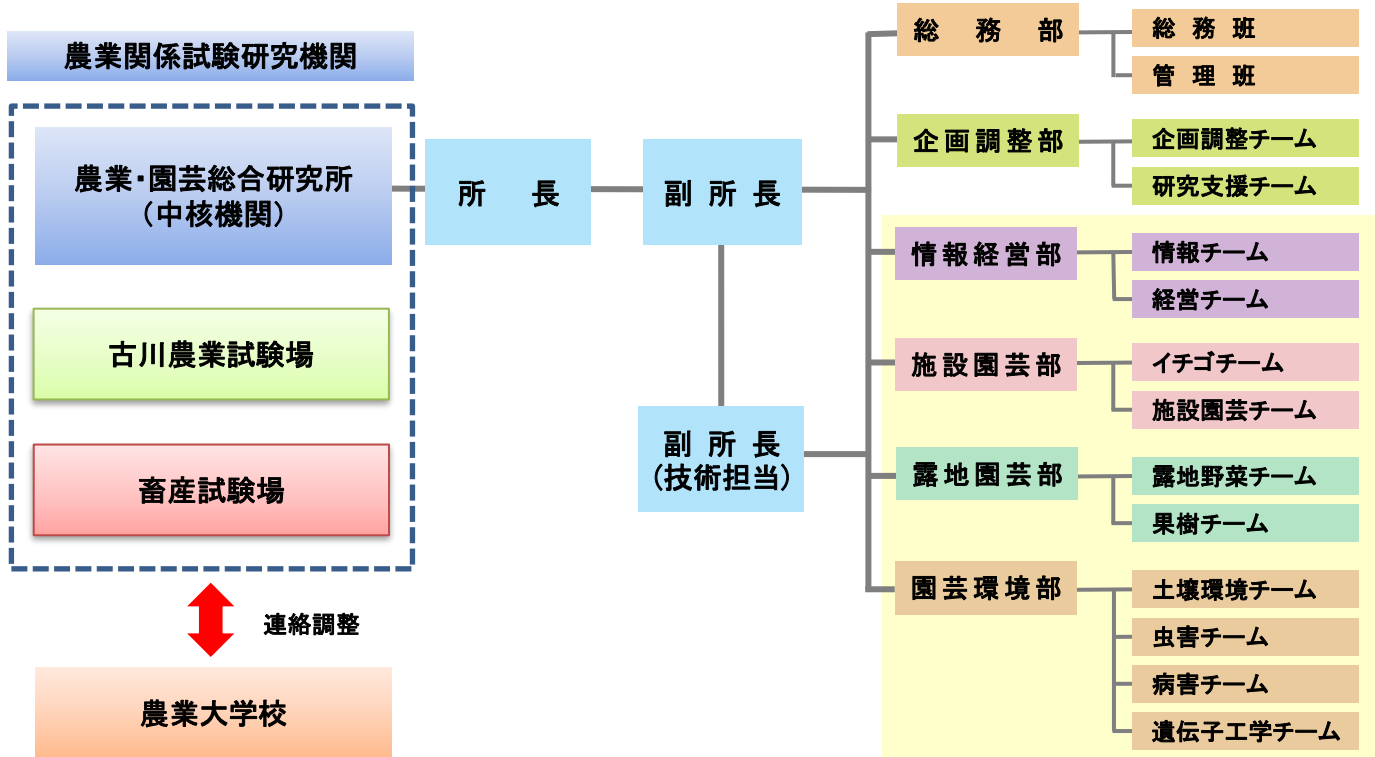 農業関係試験研究機関
農業・園芸総合研究所
（中核機関）
古川農業試験場
畜産試験場
連絡調整
農業大学校
所長
副所長
副所長
（技術担当）
総務部
総務班
管理班
企画調整部
企画調整チーム
研究支援チーム
情報経営部
情報チーム
経営チーム
施設園芸部
イチゴチーム
施設園芸チーム
露地園芸部
露地野菜チーム
果樹チーム
園芸環境部
土壌環境チーム
虫害チーム
病害チーム
遺伝子工学チーム